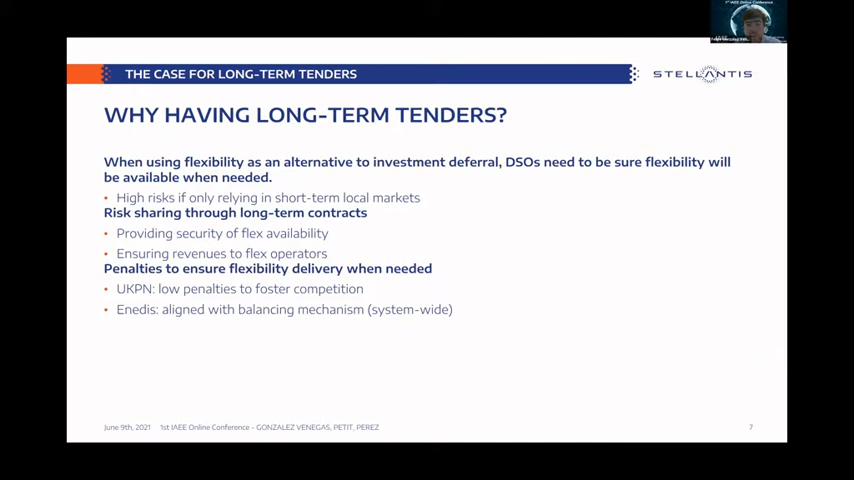 1st IAEE Online Conference
THE CASE FOR LONG-TERM TENDERS
STELLANTIS
WHY HAVING LONG-TERM TENDERS?
When using flexibility as an alternative to investment deferral, DSOs need to be sure flexibility will
be available when needed.
• High risks if only relying in short-term local markets
Risk sharing through long-term contracts
• Providing security of flex availability
• Ensuring revenues to flex operators
Penalties to ensure flexibility delivery when needed
• UKPN: low penalties to foster competition
• Enedis: aligned with balancing mechanism (system-wide)
June 9th, 2021 1st IAEE Online Conference – GONZALEZ VENEGAS, PETIT, PEREZ 7